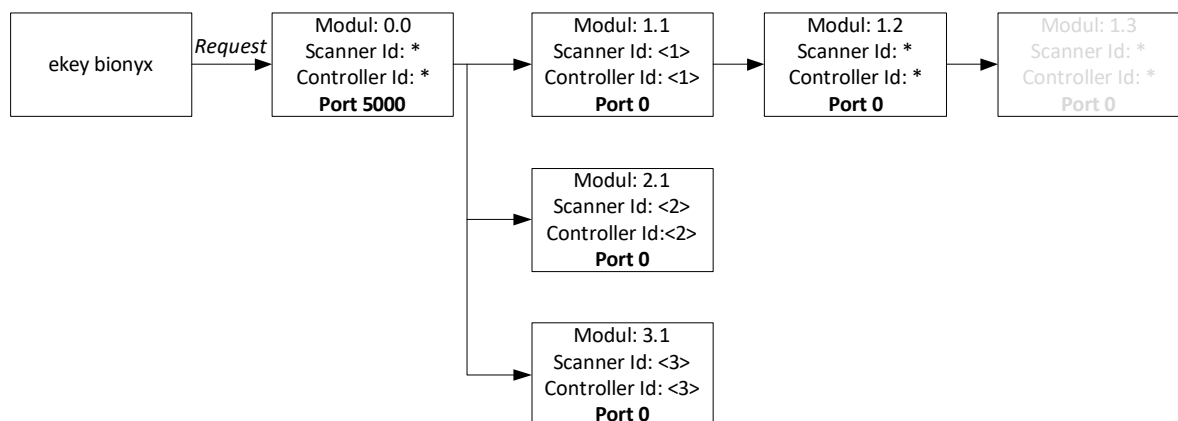 ekey bionyx
Request
Modul: 0.0
Scanner Id: *
Controller Id: *
Port 5000
Modul: 1.1
Scanner Id: <1>
Controller Id: <1>
Port 0
Modul: 1.2
Scanner Id: *
Controller Id: *
Port 0
Modul: 1.3
Scanner Id: *
Controller Id: *
Port 0
Modul: 2.1
Scanner Id: <2>
Controller Id:<2>
Port 0
Modul: 3.1
Scanner Id: <3>
Controller Id: <3>
Port 0